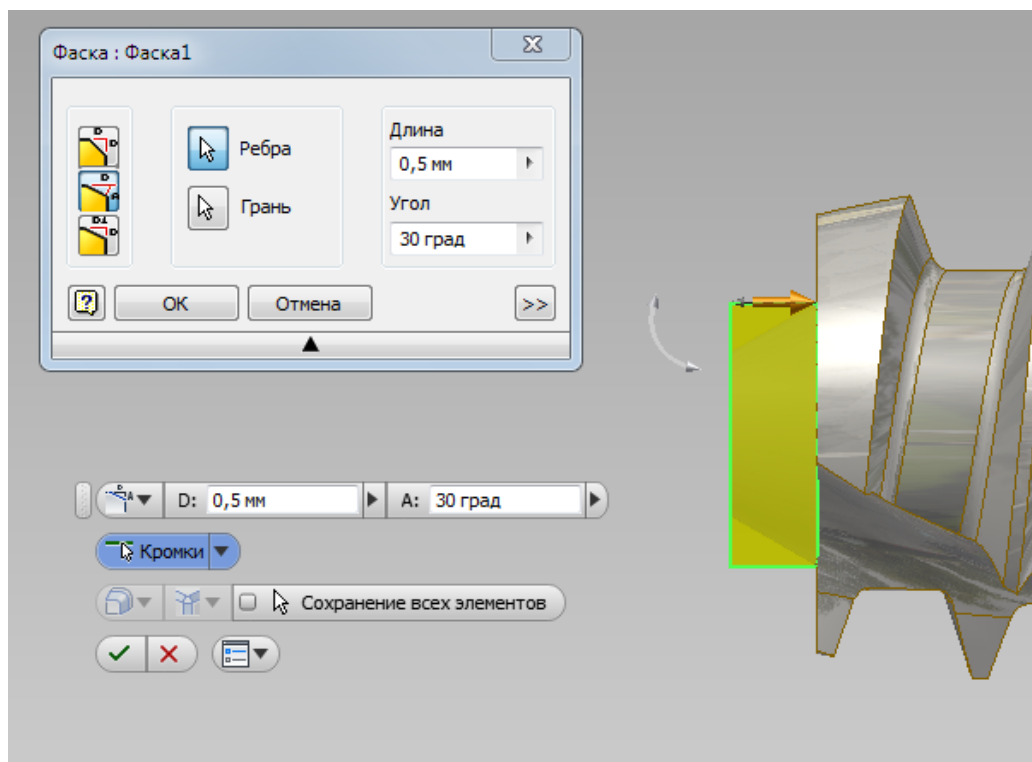 Фаска : Фаска1
Ребра
Грань
Длина
0,5 мм
Угол
30 град
ОК
Отмена
>>
D: 0,5 мм
A: 30 град
Кромки
Сохранение всех элементов